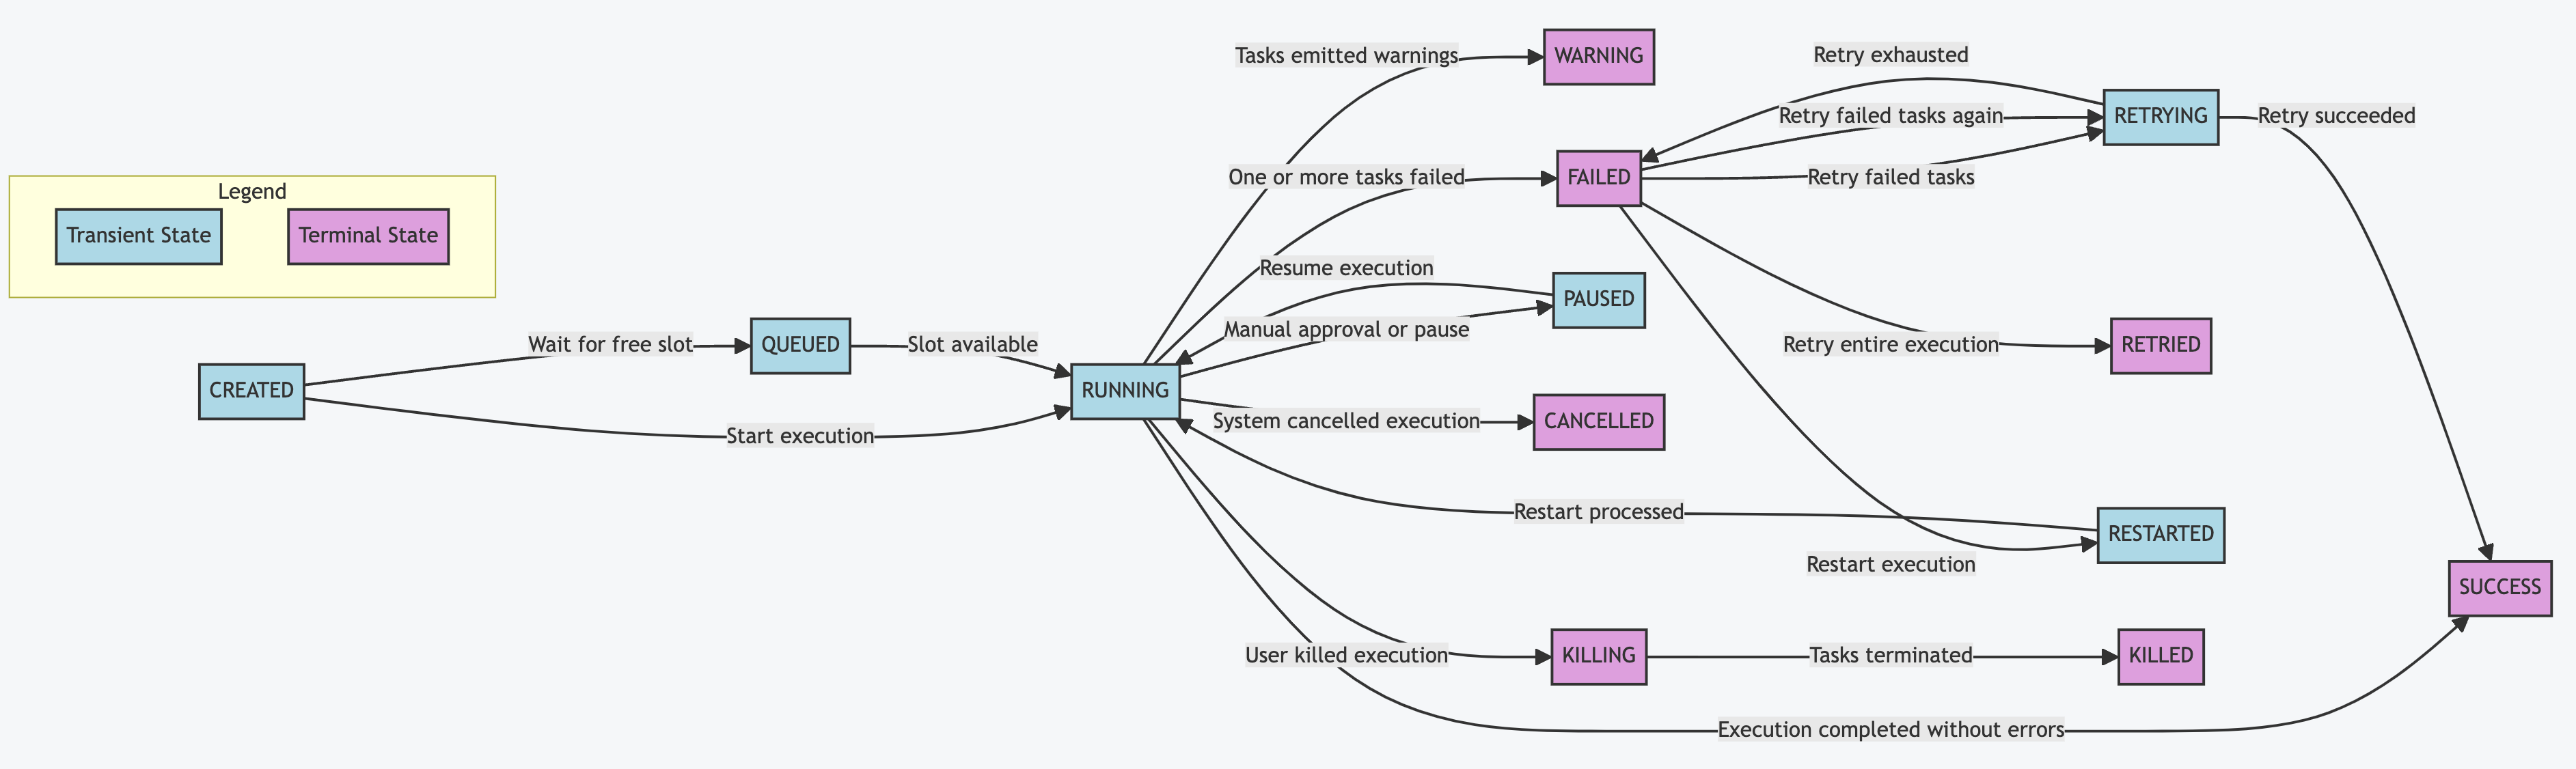 Legend
Transient State
Terminal State
CREATED
Wait for free slot
QUEUED
Slot available
Start execution
RUNNING
Tasks emitted warnings
WARNING
One or more tasks failed
FAILED
Resume execution
PAUSED
Manual approval or pause
System cancelled execution
CANCELLED
Restart processed
User killed execution
KILLING
Tasks terminated
KILLED
Execution completed without errors
Retry exhausted
Retry failed tasks again
Retry failed tasks
RETRYING
Retry succeeded
Retry entire execution
RETRIED
Restart execution
RESTARTED
SUCCESS